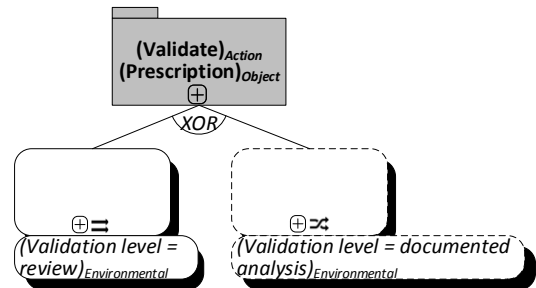 (Validate)Action
(Prescription)Object
XOR
(Validation level =
review)Environmental
(Validation level = documented
analysis)Environmental